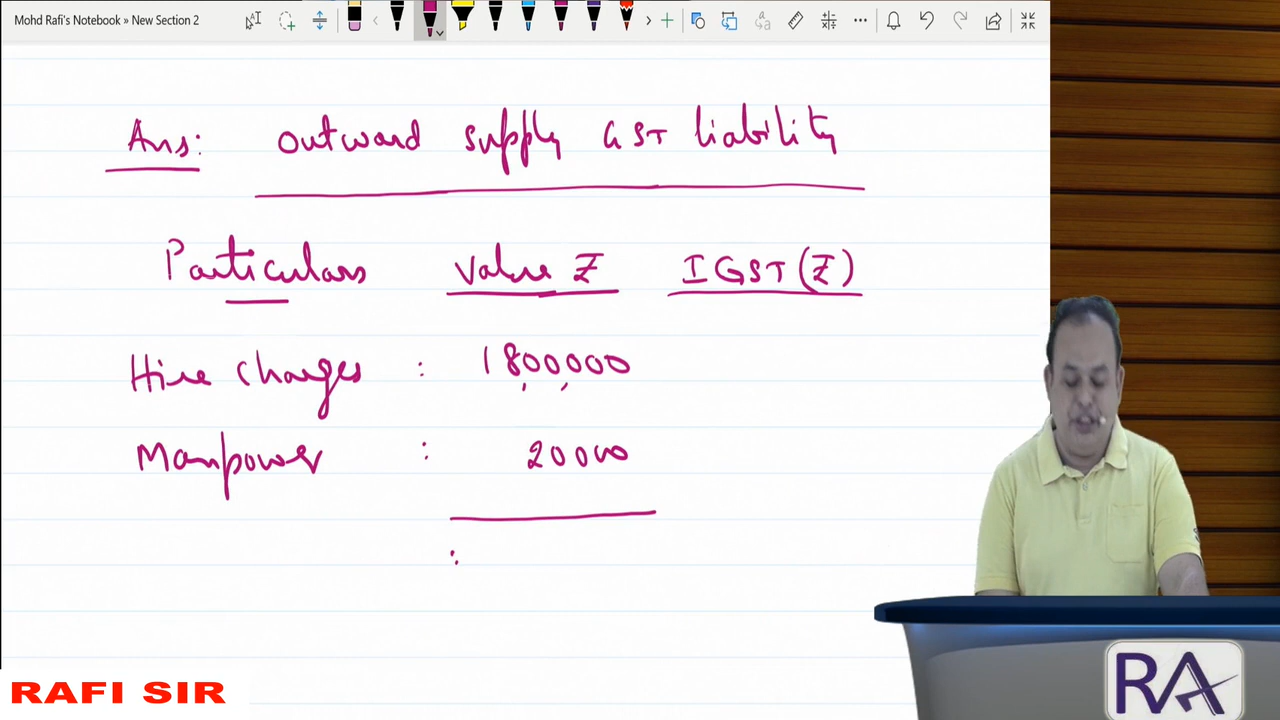 Mohd Rafi's Notebook » New Section 2
Ans: outward supply GST liability
Particulars value ₹ IGST (₹)
Hire charges : 1800000
Manpower : 20000
:
RAFI SIR
RA